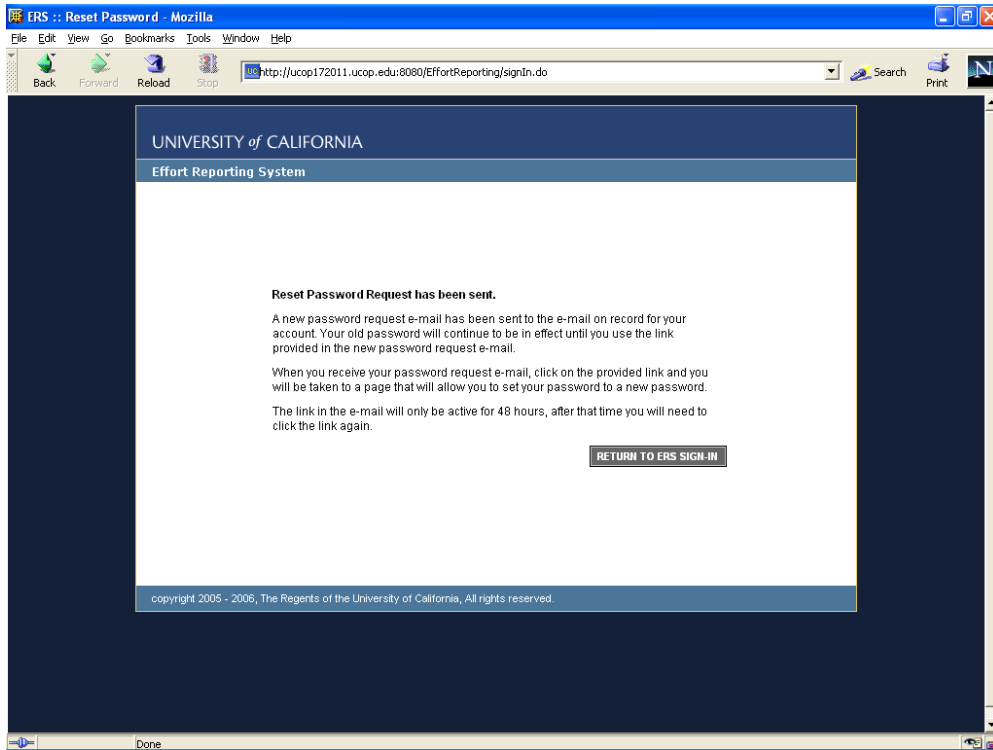 ERS :: Reset Password - Mozilla
File Edit View Go Bookmarks Tools Window Help
Back Forward Reload Stop http://ucop172011.ucop.edu:8080/EffortReporting/signIn.do Search Print N
UNIVERSITY of CALIFORNIA
Effort Reporting System
Reset Password Request has been sent.
A new password request e-mail has been sent to the e-mail on record for your
account. Your old password will continue to be in effect until you use the link
provided in the new password request e-mail.
When you receive your password request e-mail, click on the provided link and you
will be taken to a page that will allow you to set your password to a new password.
The link in the e-mail will only be active for 48 hours, after that time you will need to
click the link again.
RETURN TO ERS SIGN-IN
copyright 2005 - 2006, The Regents of the University of California, All rights reserved.
Done